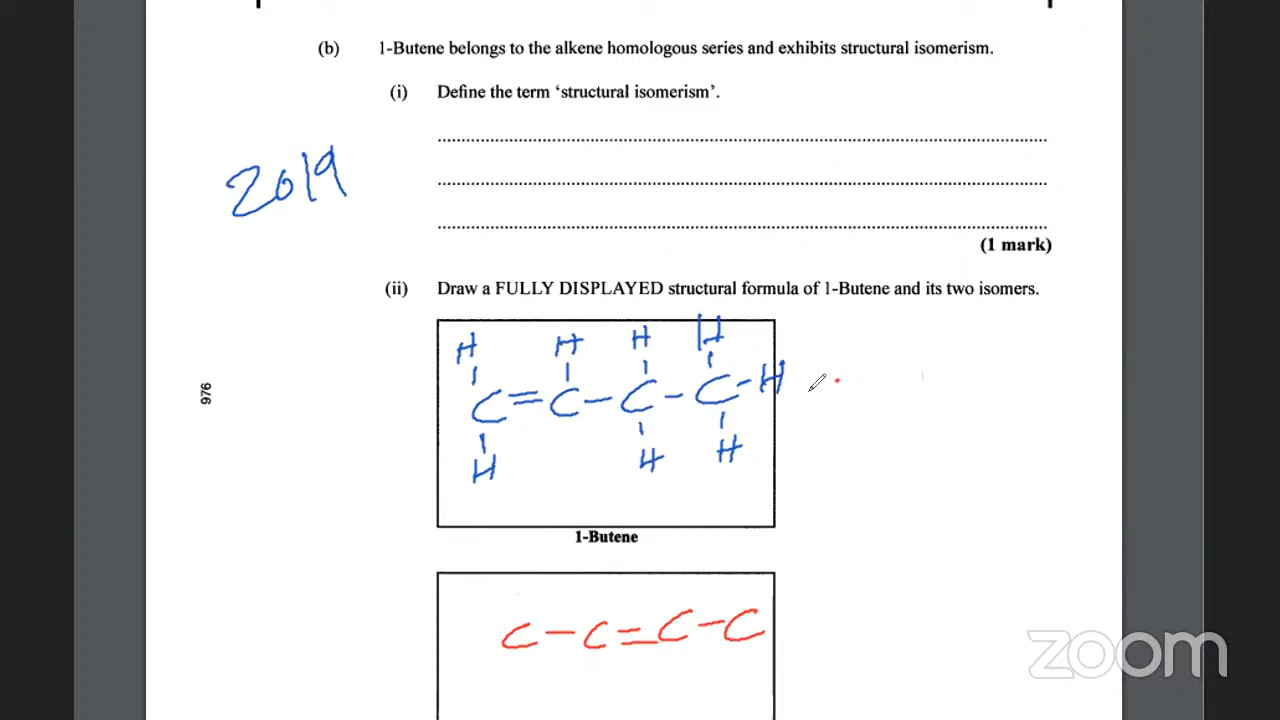 (b) 1-Butene belongs to the alkene homologous series and exhibits structural isomerism.
(i) Define the term ‘structural isomerism’.
2019
(1 mark)
(ii) Draw a FULLY DISPLAYED structural formula of 1-Butene and its two isomers.
H H H H
C=C-C-C-H
H H H
976
1-Butene
C-C=C-C
zoom